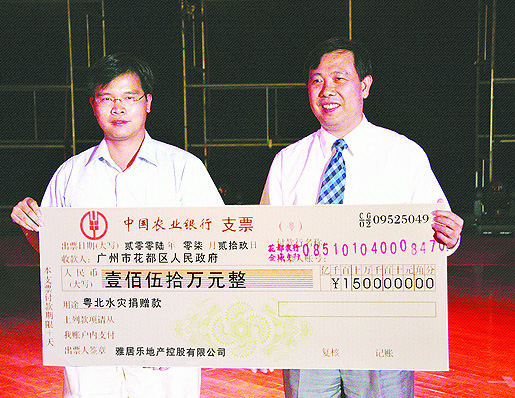 中国农业银行 支票 (粤) CG/02 09525049
出票日期(大写) 贰零零陆 年 零柒 月 贰拾玖 日
收款人: 广州市花都区人民政府
花都农行 085101040008470
金城支行
人民币
(大写) 壹佰伍拾万元整
亿千百十万千百十元角分
¥150000000
用途 粤北水灾捐赠款
上列款项请从
我账户内支付
出票人签章 雅居乐地产控股有限公司 复核 记账
本支票付款期限十天